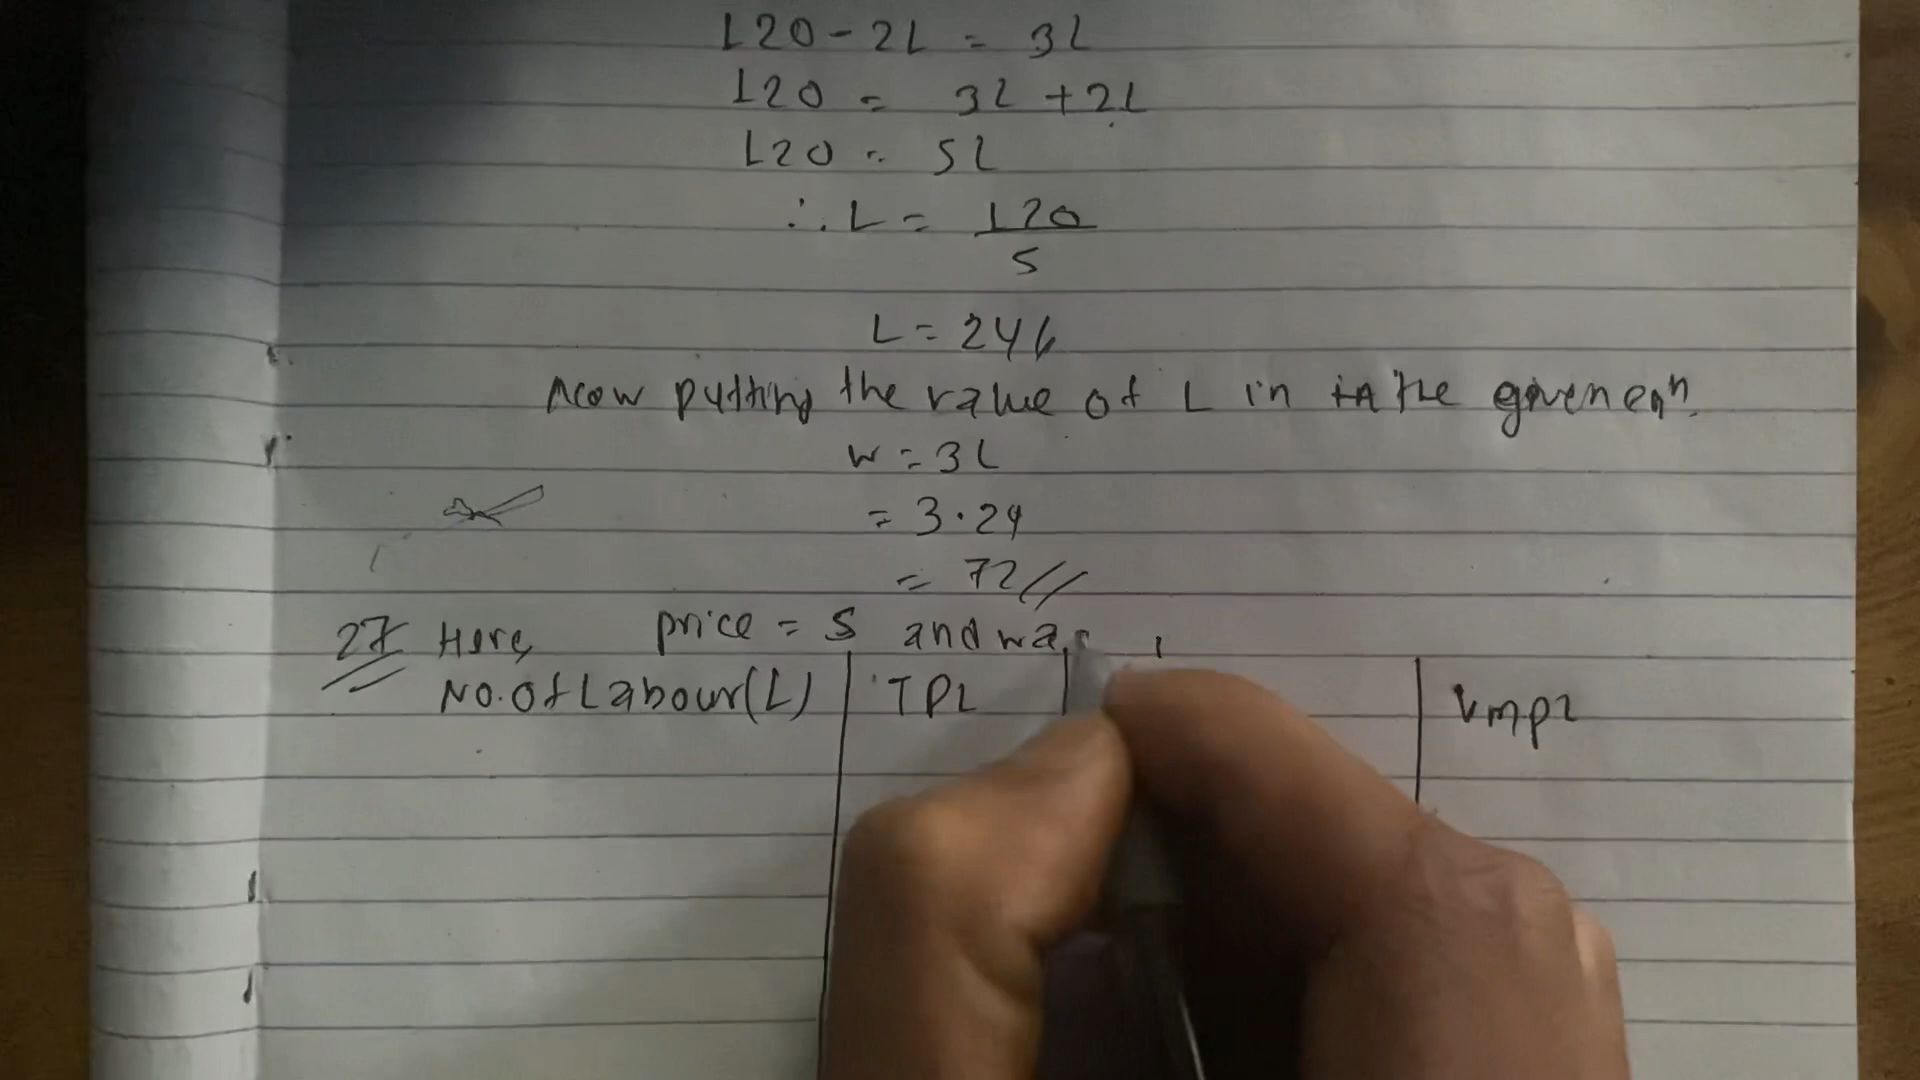 120 - 2L = 3L
120 = 3L + 2L
120 = 5L
∴ L = 120
5
L = 24
Now putting the value of L in in the given eqn.
W = 3L
= 3.24
= 72//
27 Here, price = 5 and wa
No. of Labour(L) TPL VMPL